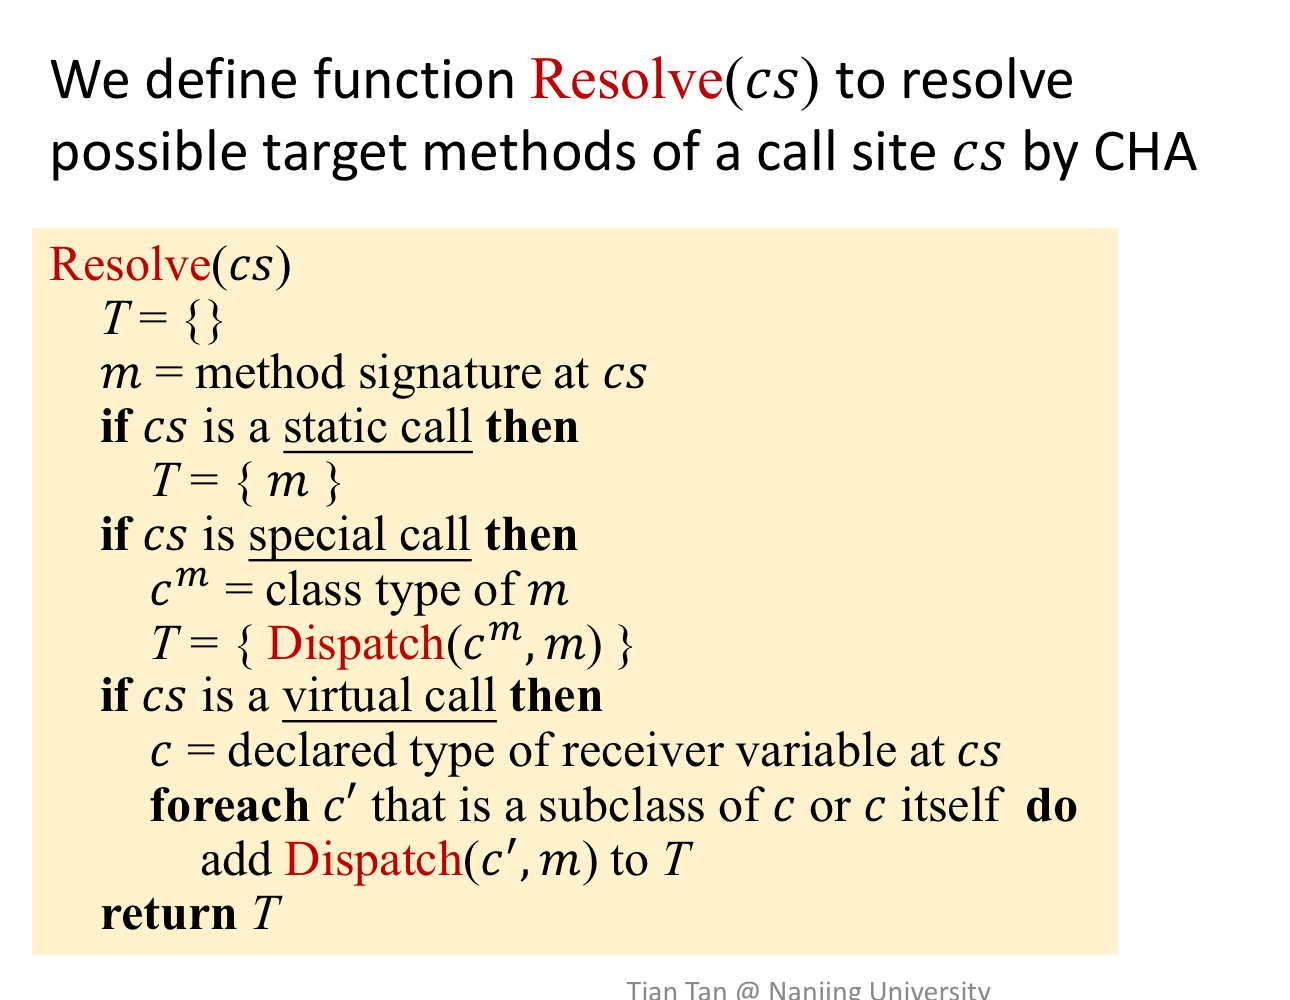 We define function Resolve(cs) to resolve
possible target methods of a call site cs by CHA
Resolve(cs)
T = {}
m = method signature at cs
if cs is a static call then
T = { m }
if cs is special call then
c^m = class type of m
T = { Dispatch(c^m, m) }
if cs is a virtual call then
c = declared type of receiver variable at cs
foreach c′ that is a subclass of c or c itself do
add Dispatch(c′, m) to T
return T
Tian Tan @ Nanjing University